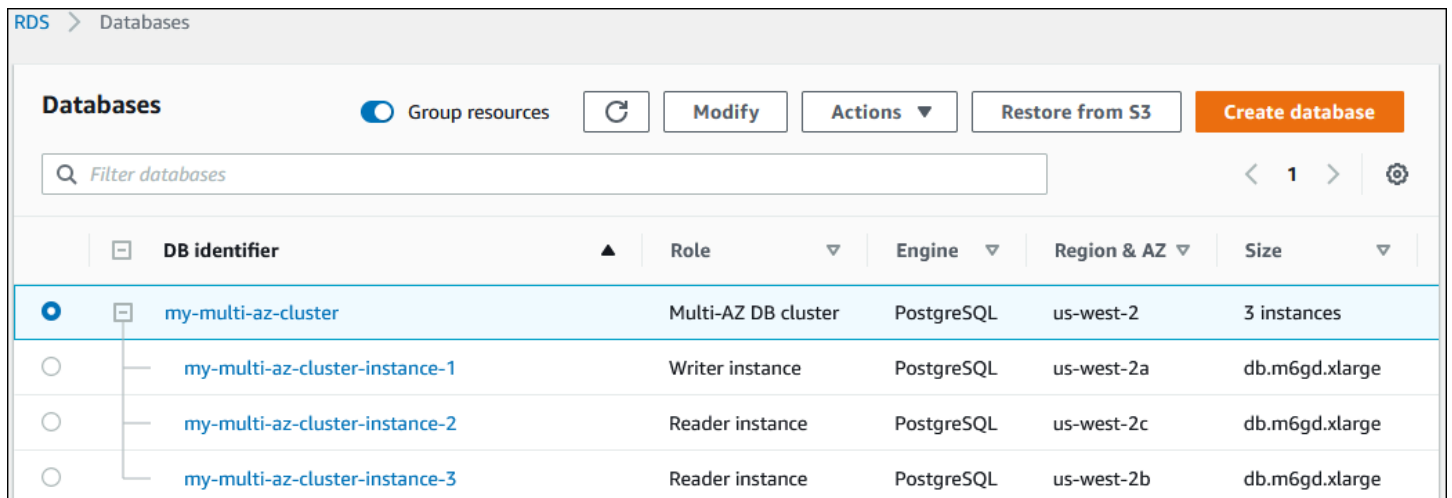 RDS > Databases
Databases Group resources Modify Actions ▼ Restore from S3 Create database
Filter databases < 1 >
DB identifier ▲ Role ▽ Engine ▽ Region & AZ ▽ Size ▽
my-multi-az-cluster Multi-AZ DB cluster PostgreSQL us-west-2 3 instances
my-multi-az-cluster-instance-1 Writer instance PostgreSQL us-west-2a db.m6gd.xlarge
my-multi-az-cluster-instance-2 Reader instance PostgreSQL us-west-2c db.m6gd.xlarge
my-multi-az-cluster-instance-3 Reader instance PostgreSQL us-west-2b db.m6gd.xlarge